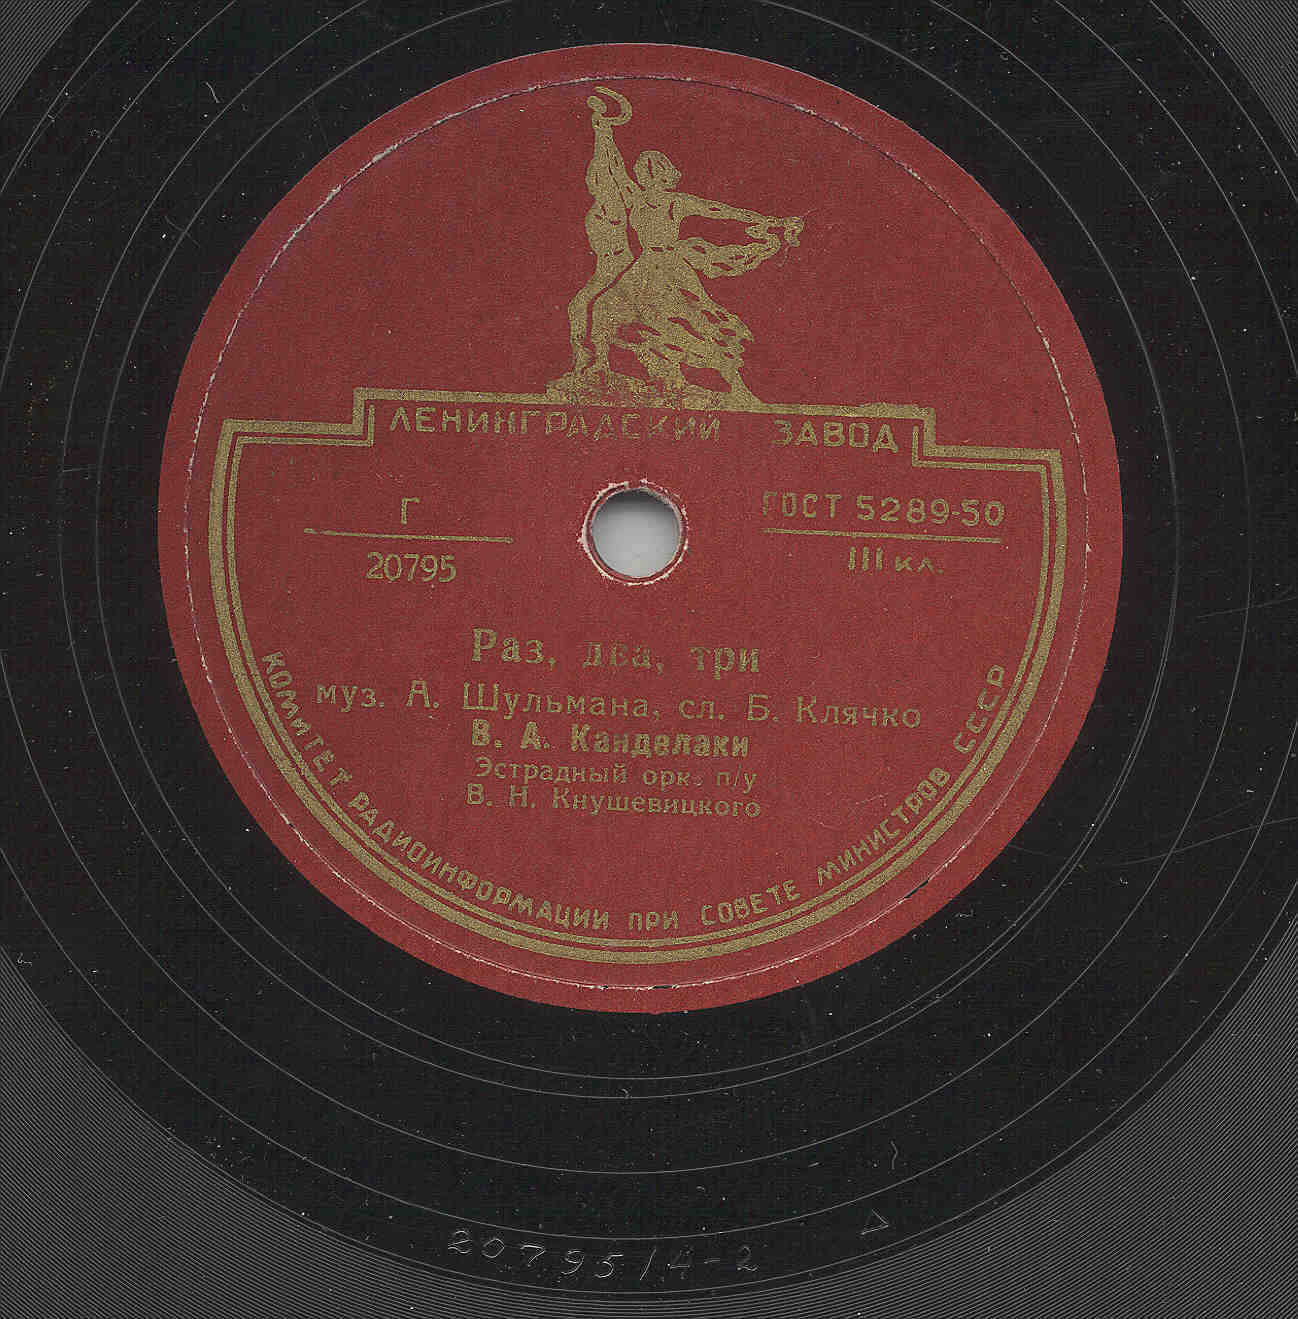 ЛЕНИНГРАДСКИЙ ЗАВОД
Г
20795
ГОСТ 5289-50
III кл.
Раз, два, три
муз. А. Шульмана, сл. Б. Клячко
В. А. Канделаки
Эстрадный орк. п/у
В. Н. Кнушевицкого
КОМИТЕТ РАДИОИНФОРМАЦИИ ПРИ СОВЕТЕ МИНИСТРОВ СССР
20795/4-2